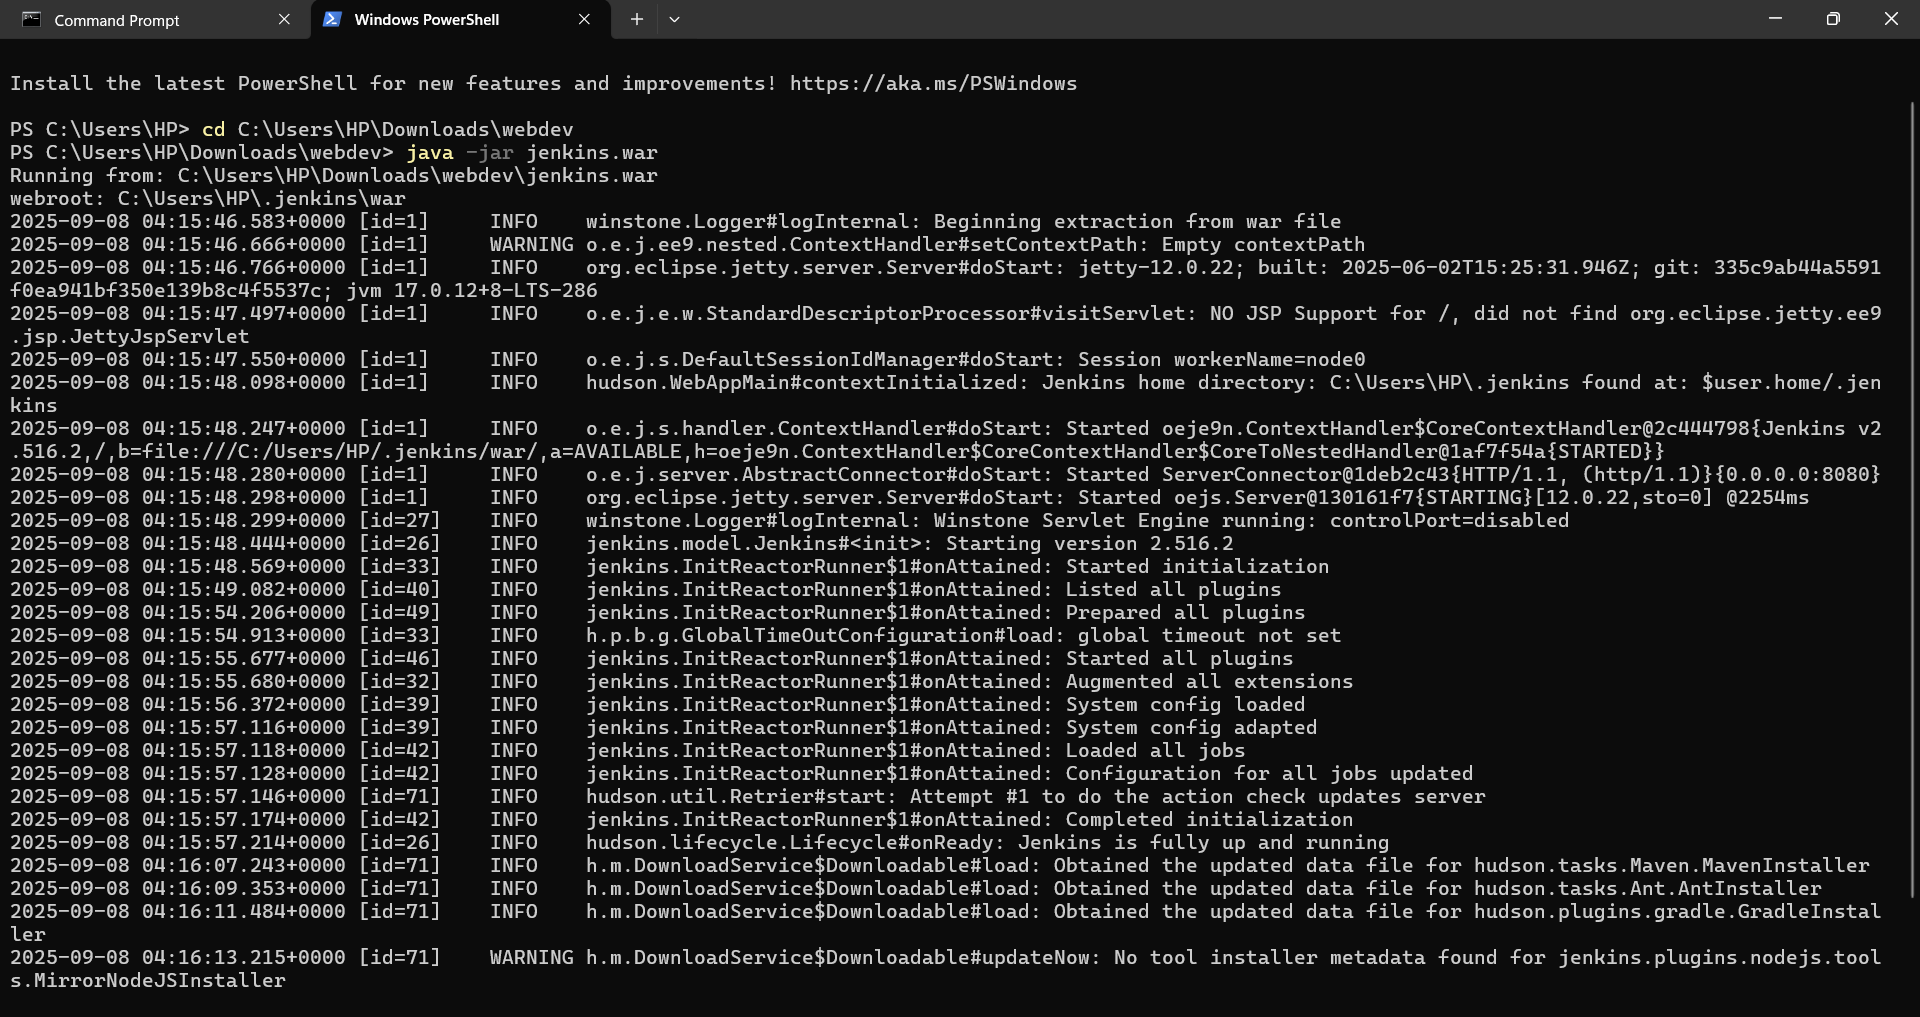 Command Prompt
Windows PowerShell
Install the latest PowerShell for new features and improvements! https://aka.ms/PSWindows
PS C:\Users\HP> cd C:\Users\HP\Downloads\webdev
PS C:\Users\HP\Downloads\webdev> java -jar jenkins.war
Running from: C:\Users\HP\Downloads\webdev\jenkins.war
webroot: C:\Users\HP\.jenkins\war
2025-09-08 04:15:46.583+0000 [id=1]     INFO    winstone.Logger#logInternal: Beginning extraction from war file
2025-09-08 04:15:46.666+0000 [id=1]     WARNING o.e.j.ee9.nested.ContextHandler#setContextPath: Empty contextPath
2025-09-08 04:15:46.766+0000 [id=1]     INFO    org.eclipse.jetty.server.Server#doStart: jetty-12.0.22; built: 2025-06-02T15:25:31.946Z; git: 335c9ab44a5591
f0ea941bf350e139b8c4f5537c; jvm 17.0.12+8-LTS-286
2025-09-08 04:15:47.497+0000 [id=1]     INFO    o.e.j.e.w.StandardDescriptorProcessor#visitServlet: NO JSP Support for /, did not find org.eclipse.jetty.ee9
.jsp.JettyJspServlet
2025-09-08 04:15:47.550+0000 [id=1]     INFO    o.e.j.s.DefaultSessionIdManager#doStart: Session workerName=node0
2025-09-08 04:15:48.098+0000 [id=1]     INFO    hudson.WebAppMain#contextInitialized: Jenkins home directory: C:\Users\HP\.jenkins found at: $user.home/.jen
kins
2025-09-08 04:15:48.247+0000 [id=1]     INFO    o.e.j.s.handler.ContextHandler#doStart: Started oeje9n.ContextHandler$CoreContextHandler@2c444798{Jenkins v2
.516.2,/,b=file:///C:/Users/HP/.jenkins/war/,a=AVAILABLE,h=oeje9n.ContextHandler$CoreContextHandler$CoreToNestedHandler@1af7f54a{STARTED}}
2025-09-08 04:15:48.280+0000 [id=1]     INFO    o.e.j.server.AbstractConnector#doStart: Started ServerConnector@1deb2c43{HTTP/1.1, (http/1.1)}{0.0.0.0:8080}
2025-09-08 04:15:48.298+0000 [id=1]     INFO    org.eclipse.jetty.server.Server#doStart: Started oejs.Server@130161f7{STARTING}[12.0.22,sto=0] @2254ms
2025-09-08 04:15:48.299+0000 [id=27]    INFO    winstone.Logger#logInternal: Winstone Servlet Engine running: controlPort=disabled
2025-09-08 04:15:48.444+0000 [id=26]    INFO    jenkins.model.Jenkins#<init>: Starting version 2.516.2
2025-09-08 04:15:48.569+0000 [id=33]    INFO    jenkins.InitReactorRunner$1#onAttained: Started initialization
2025-09-08 04:15:49.082+0000 [id=40]    INFO    jenkins.InitReactorRunner$1#onAttained: Listed all plugins
2025-09-08 04:15:54.206+0000 [id=49]    INFO    jenkins.InitReactorRunner$1#onAttained: Prepared all plugins
2025-09-08 04:15:54.913+0000 [id=33]    INFO    h.p.b.g.GlobalTimeOutConfiguration#load: global timeout not set
2025-09-08 04:15:55.677+0000 [id=46]    INFO    jenkins.InitReactorRunner$1#onAttained: Started all plugins
2025-09-08 04:15:55.680+0000 [id=32]    INFO    jenkins.InitReactorRunner$1#onAttained: Augmented all extensions
2025-09-08 04:15:56.372+0000 [id=39]    INFO    jenkins.InitReactorRunner$1#onAttained: System config loaded
2025-09-08 04:15:57.116+0000 [id=39]    INFO    jenkins.InitReactorRunner$1#onAttained: System config adapted
2025-09-08 04:15:57.118+0000 [id=42]    INFO    jenkins.InitReactorRunner$1#onAttained: Loaded all jobs
2025-09-08 04:15:57.128+0000 [id=42]    INFO    jenkins.InitReactorRunner$1#onAttained: Configuration for all jobs updated
2025-09-08 04:15:57.146+0000 [id=71]    INFO    hudson.util.Retrier#start: Attempt #1 to do the action check updates server
2025-09-08 04:15:57.174+0000 [id=42]    INFO    jenkins.InitReactorRunner$1#onAttained: Completed initialization
2025-09-08 04:15:57.214+0000 [id=26]    INFO    hudson.lifecycle.Lifecycle#onReady: Jenkins is fully up and running
2025-09-08 04:16:07.243+0000 [id=71]    INFO    h.m.DownloadService$Downloadable#load: Obtained the updated data file for hudson.tasks.Maven.MavenInstaller
2025-09-08 04:16:09.353+0000 [id=71]    INFO    h.m.DownloadService$Downloadable#load: Obtained the updated data file for hudson.tasks.Ant.AntInstaller
2025-09-08 04:16:11.484+0000 [id=71]    INFO    h.m.DownloadService$Downloadable#load: Obtained the updated data file for hudson.plugins.gradle.GradleInstal
ler
2025-09-08 04:16:13.215+0000 [id=71]    WARNING h.m.DownloadService$Downloadable#updateNow: No tool installer metadata found for jenkins.plugins.nodejs.tool
s.MirrorNodeJSInstaller